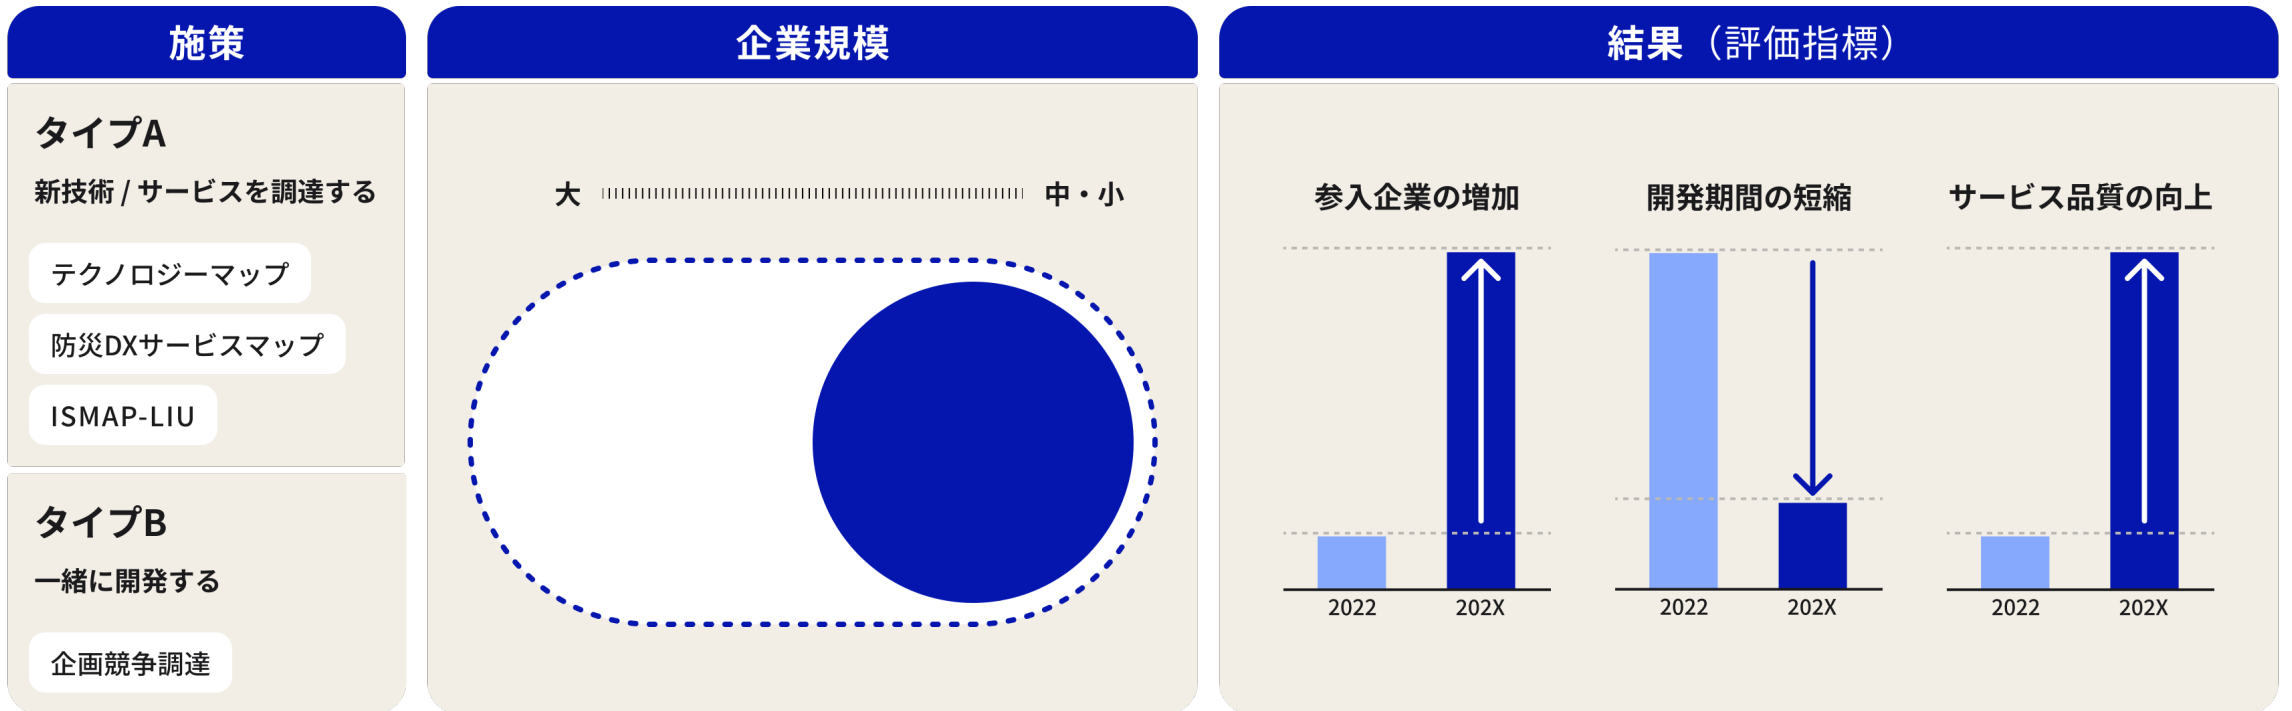 施策
タイプA
新技術 / サービスを調達する
テクノロジーマップ
防災DXサービスマップ
ISMAP-LIU
タイプB
一緒に開発する
企画競争調達
企業規模
大
中・小
結果（評価指標）
参入企業の増加
2022
202X
開発期間の短縮
2022
202X
サービス品質の向上
2022
202X